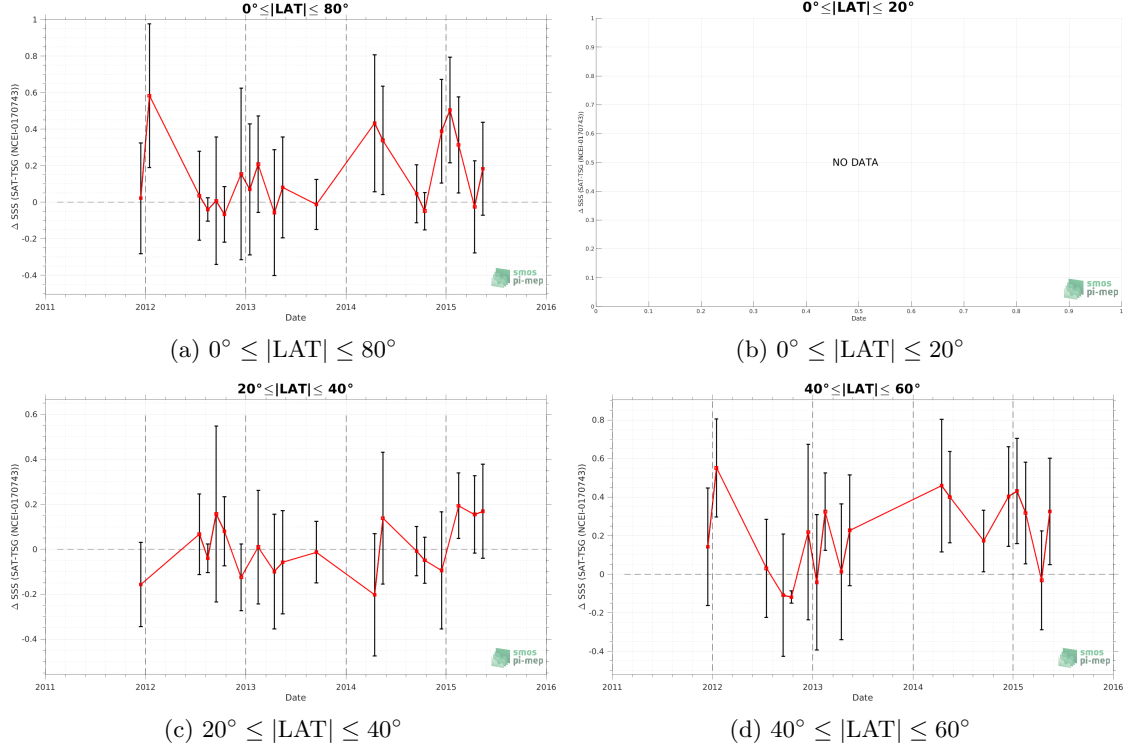 0°≤|LAT|≤ 80°
Δ SSS (SAT-TSG (NCEI-0170743))
1
0.8
0.6
0.4
0.2
0
-0.2
-0.4
2011 2012 2013 2014 2015 2016
Date
smos
pi-mep
(a) 0° ≤ |LAT| ≤ 80°
0°≤|LAT|≤ 20°
Δ SSS (SAT-TSG (NCEI-0170743))
1
0.9
0.8
0.7
0.6
0.5
0.4
0.3
0.2
0.1
0
NO DATA
0 0.1 0.2 0.3 0.4 0.5 0.6 0.7 0.8 0.9 1
Date
smos
pi-mep
(b) 0° ≤ |LAT| ≤ 20°
20°≤|LAT|≤ 40°
Δ SSS (SAT-TSG (NCEI-0170743))
0.6
0.4
0.2
0
-0.2
-0.4
2011 2012 2013 2014 2015 2016
Date
smos
pi-mep
(c) 20° ≤ |LAT| ≤ 40°
40°≤|LAT|≤ 60°
Δ SSS (SAT-TSG (NCEI-0170743))
0.8
0.6
0.4
0.2
0
-0.2
-0.4
2011 2012 2013 2014 2015 2016
Date
smos
pi-mep
(d) 40° ≤ |LAT| ≤ 60°